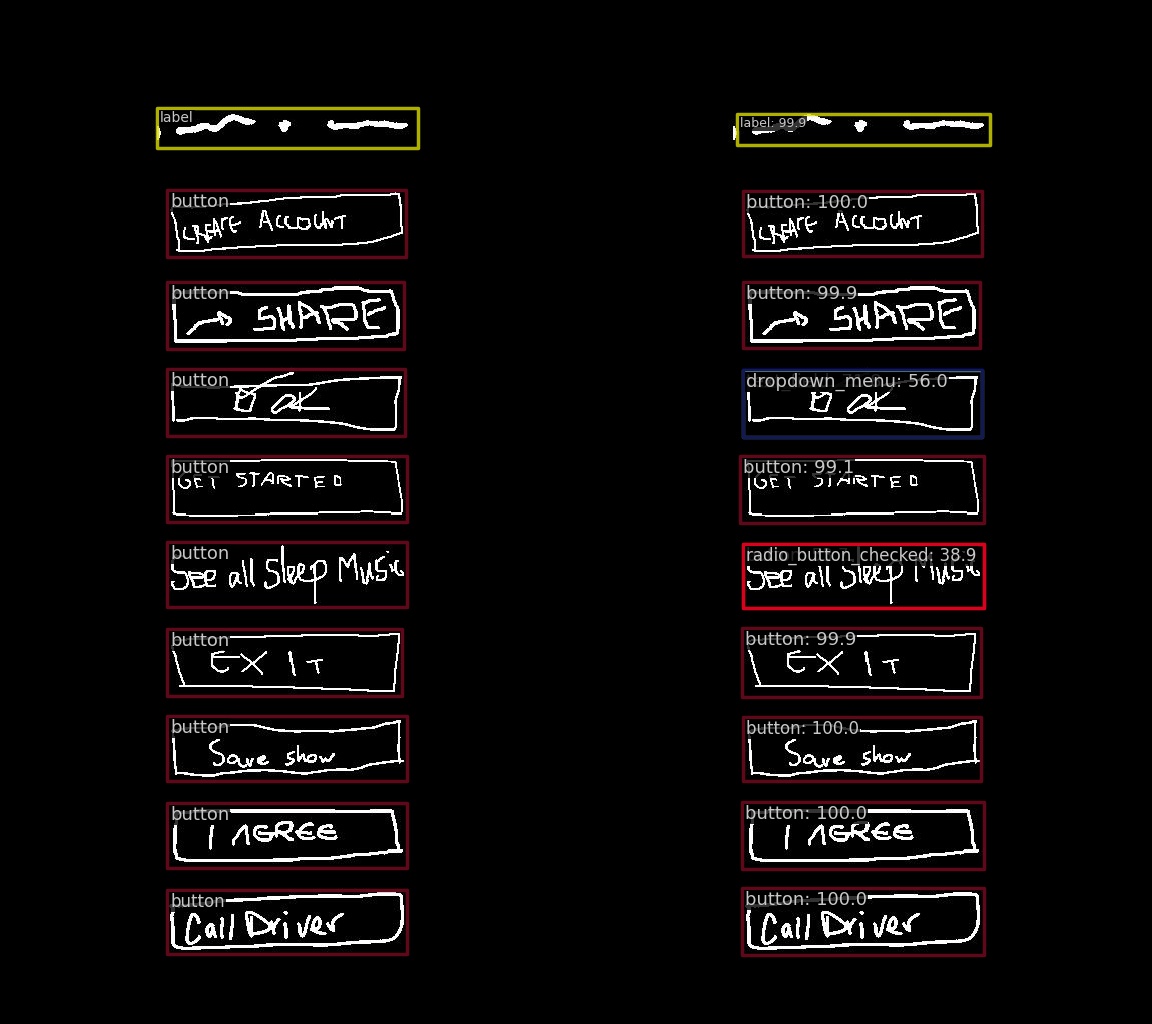 label
label: 99.9
button
button: 100.0
CREATE ACCOUNT
CREATE ACCOUNT
button
button: 99.9
SHARE
SHARE
button
dropdown_menu: 56.0
OK
OK
button
button: 99.1
GET STARTED
GET STARTED
button
radio_button_checked: 38.9
SEE all Sleep Music
SEE all Sleep Music
button
button: 99.9
EXIT
EXIT
button
button: 100.0
Save show
Save show
button
button: 100.0
I AGREE
I AGREE
button
button: 100.0
Call Driver
Call Driver